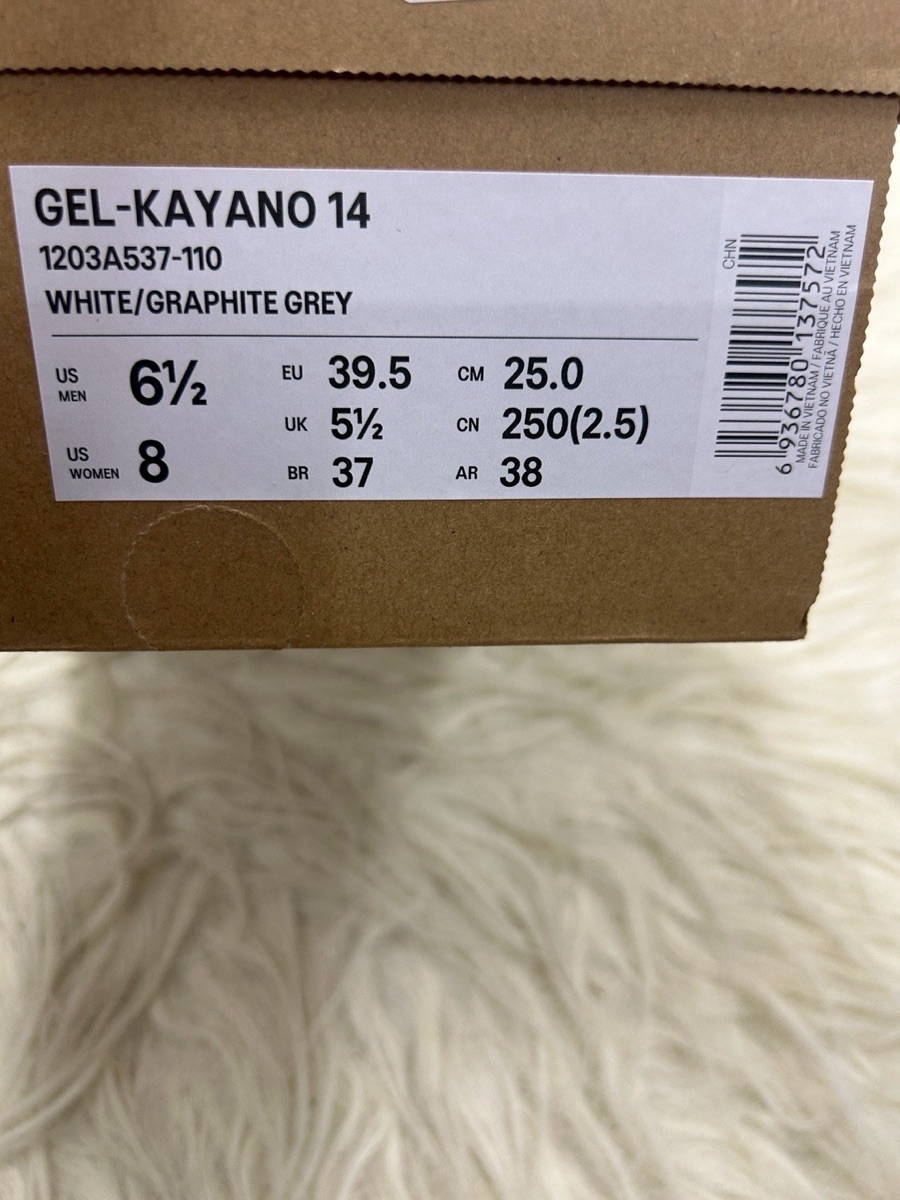 GEL-KAYANO 14
1203A537-110
WHITE/GRAPHITE GREY
US MEN 6½
EU 39.5
CM 25.0
UK 5½
CN 250(2.5)
US WOMEN 8
BR 37
AR 38
CHN
6 936780 137572
MADE IN VIETNAM / FABRIQUE AU VIETNAM
FABRICADO NO VIETNÃ / HECHO EN VIETNAM